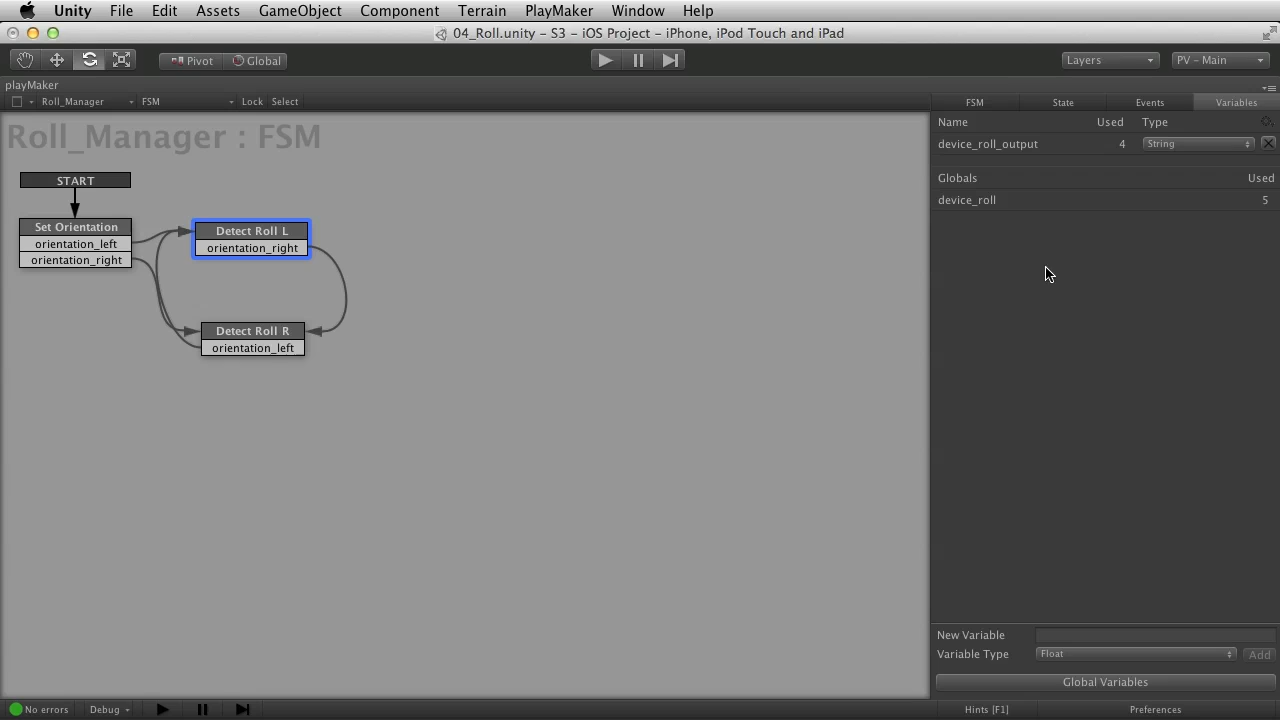 Unity File Edit Assets GameObject Component Terrain PlayMaker Window Help
04_Roll.unity – S3 – iOS Project – iPhone, iPod Touch and iPad
Pivot Global Layers PV - Main
playMaker
Roll_Manager FSM Lock Select FSM State Events Variables
Roll_Manager : FSM
START
Set Orientation
orientation_left
orientation_right
Detect Roll L
orientation_right
Detect Roll R
orientation_left
Name Used Type
device_roll_output 4 String
Globals Used
device_roll 5
New Variable
Variable Type Float Add
Global Variables
No errors Debug Hints [F1] Preferences